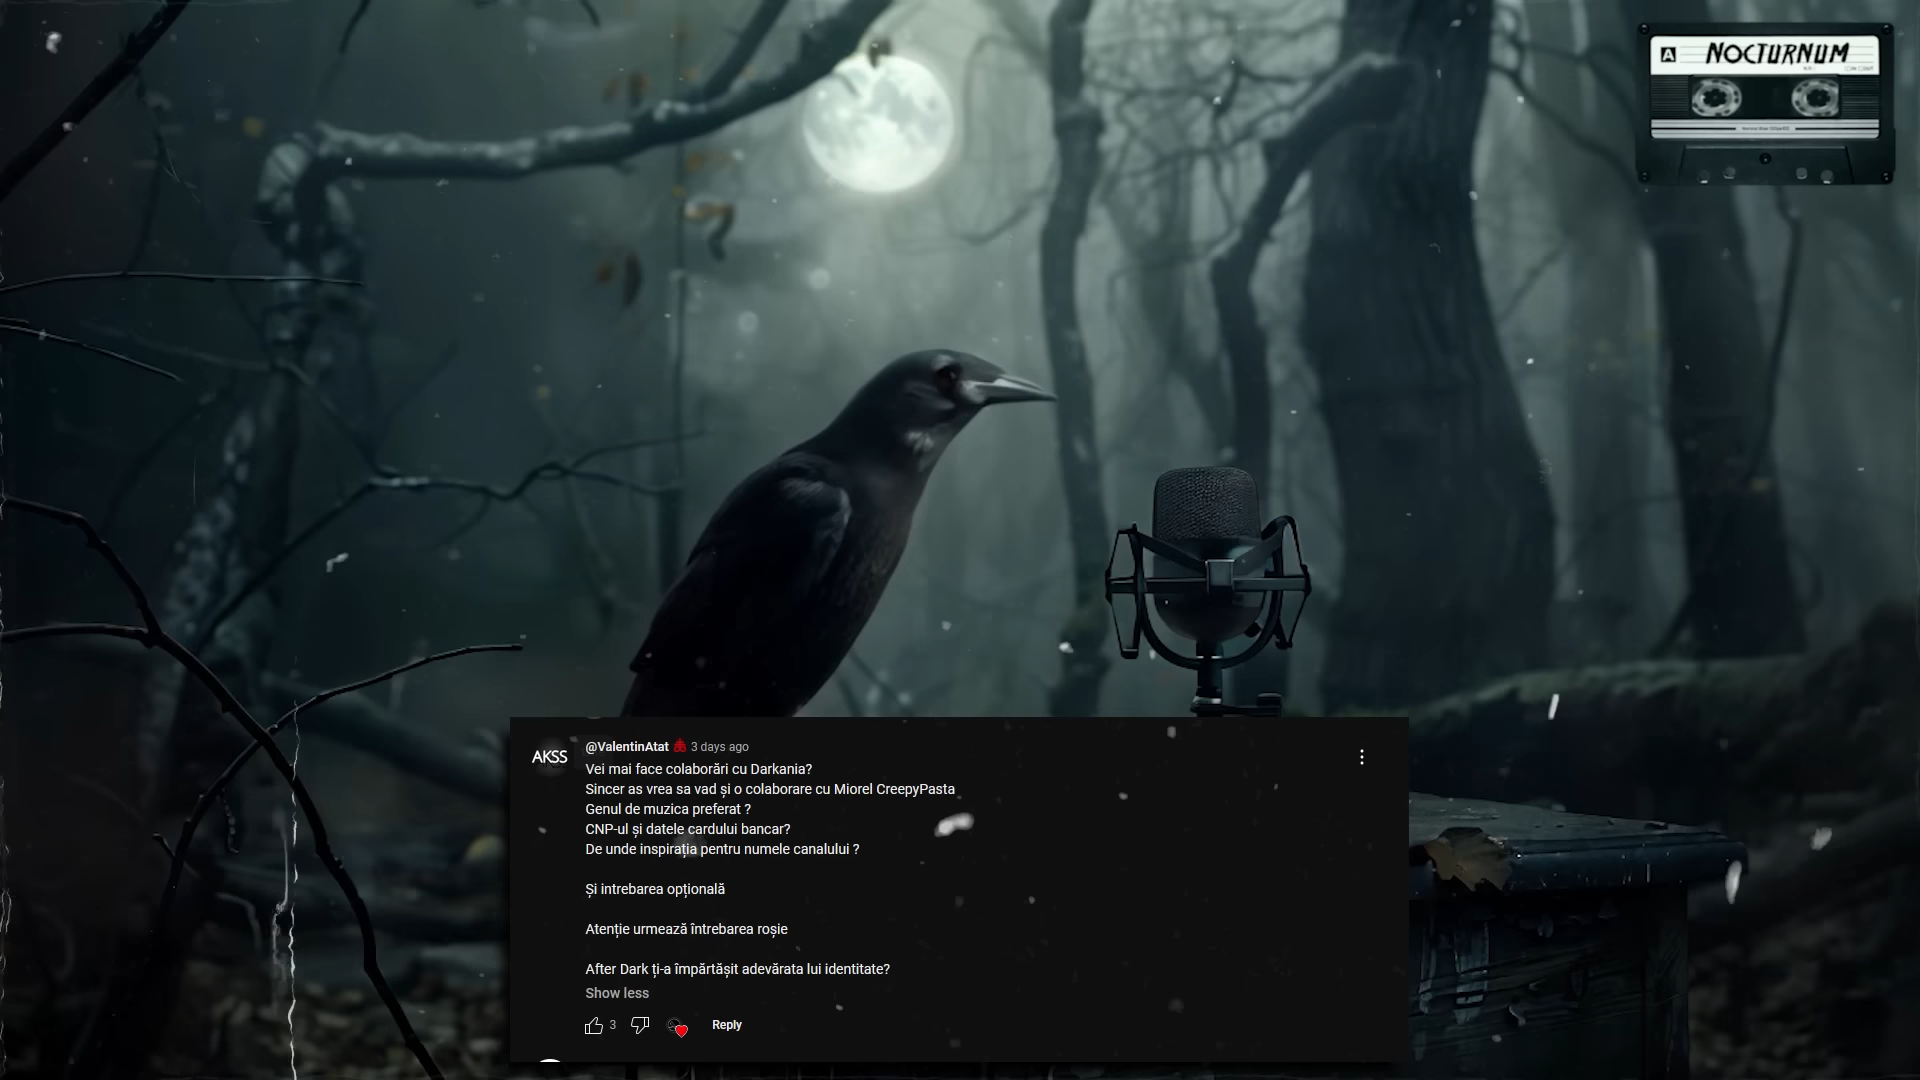 A NOCTURNUM
AKSS
@ValentinAtat 3 days ago
Vei mai face colaborări cu Darkania?
Sincer as vrea sa vad și o colaborare cu Miorel CreepyPasta
Genul de muzica preferat ?
CNP-ul și datele cardului bancar?
De unde inspirația pentru numele canalului ?
Și intrebarea opțională
Atenție urmează întrebarea roșie
After Dark ți-a împărtășit adevărata lui identitate?
Show less
3 Reply